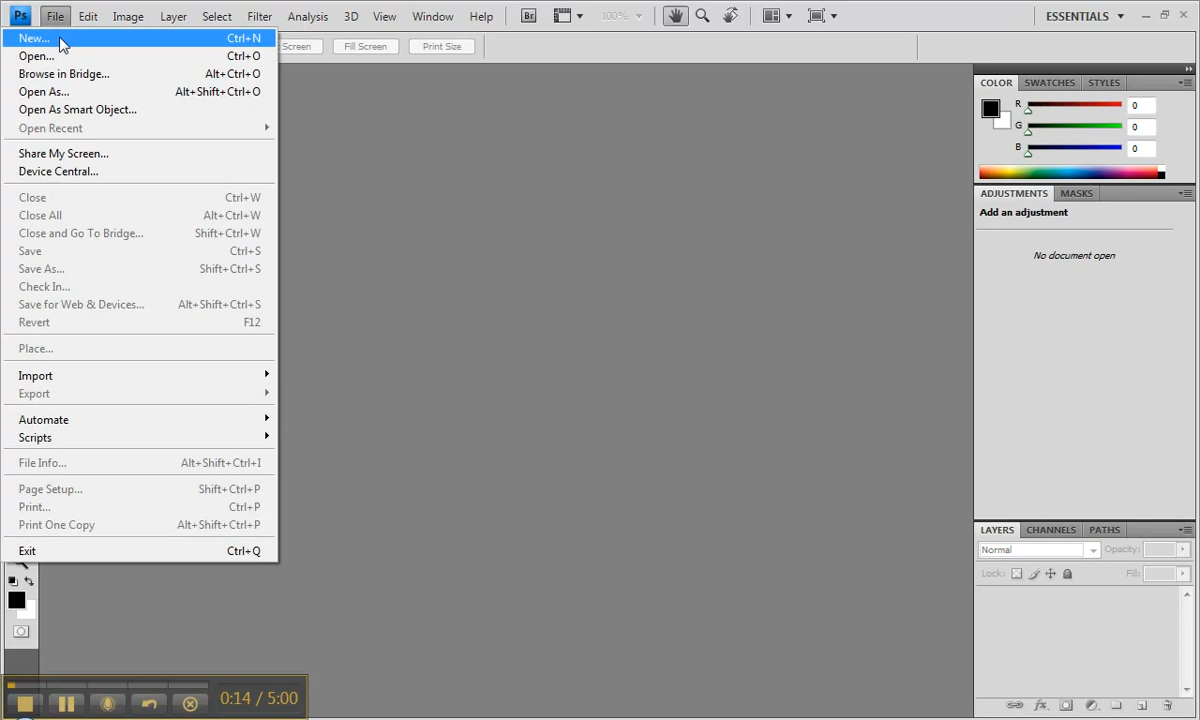 Ps File Edit Image Layer Select Filter Analysis 3D View Window Help Br 100% ESSENTIALS
Screen Fill Screen Print Size
New... Ctrl+N
Open... Ctrl+O
Browse in Bridge... Alt+Ctrl+O
Open As... Alt+Shift+Ctrl+O
Open As Smart Object...
Open Recent
Share My Screen...
Device Central...
Close Ctrl+W
Close All Alt+Ctrl+W
Close and Go To Bridge... Shift+Ctrl+W
Save Ctrl+S
Save As... Shift+Ctrl+S
Check In...
Save for Web & Devices... Alt+Shift+Ctrl+S
Revert F12
Place...
Import
Export
Automate
Scripts
File Info... Alt+Shift+Ctrl+I
Page Setup... Shift+Ctrl+P
Print... Ctrl+P
Print One Copy Alt+Shift+Ctrl+P
Exit Ctrl+Q
COLOR SWATCHES STYLES
R 0
G 0
B 0
ADJUSTMENTS MASKS
Add an adjustment
No document open
LAYERS CHANNELS PATHS
Normal Opacity:
Lock: Fill:
fx
0:14 / 5:00